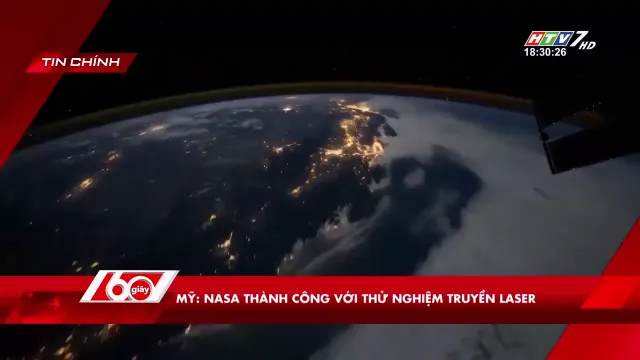 TIN CHÍNH
HTV7 HD
18:30:26
60 giây
MỸ: NASA THÀNH CÔNG VỚI THỬ NGHIỆM TRUYỀN LASER